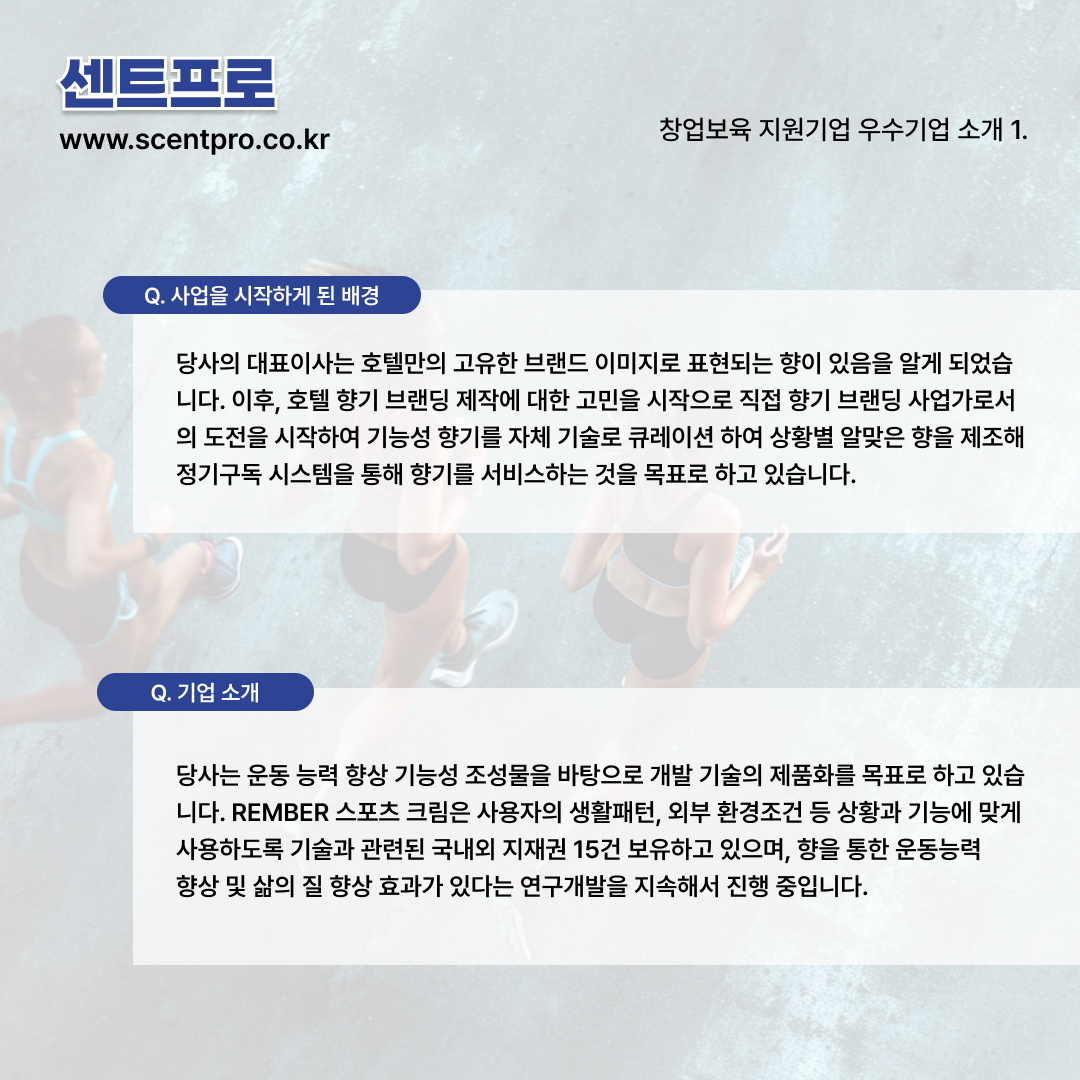 센트프로
www.scentpro.co.kr
창업보육 지원기업 우수기업 소개 1.
Q. 사업을 시작하게 된 배경
당사의 대표이사는 호텔만의 고유한 브랜드 이미지로 표현되는 향이 있음을 알게 되었습
니다. 이후, 호텔 향기 브랜딩 제작에 대한 고민을 시작으로 직접 향기 브랜딩 사업가로서
의 도전을 시작하여 기능성 향기를 자체 기술로 큐레이션 하여 상황별 알맞은 향을 제조해
정기구독 시스템을 통해 향기를 서비스하는 것을 목표로 하고 있습니다.
Q. 기업 소개
당사는 운동 능력 향상 기능성 조성물을 바탕으로 개발 기술의 제품화를 목표로 하고 있습
니다. REMBER 스포츠 크림은 사용자의 생활패턴, 외부 환경조건 등 상황과 기능에 맞게
사용하도록 기술과 관련된 국내외 지재권 15건 보유하고 있으며, 향을 통한 운동능력
향상 및 삶의 질 향상 효과가 있다는 연구개발을 지속해서 진행 중입니다.